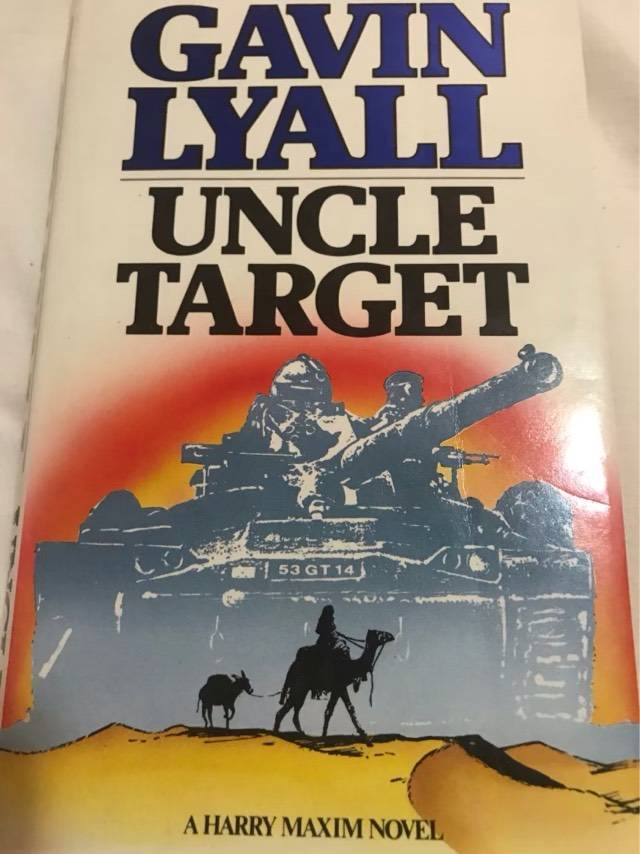 GAVIN
LYALL
UNCLE
TARGET
53 GT 14
A HARRY MAXIM NOVEL